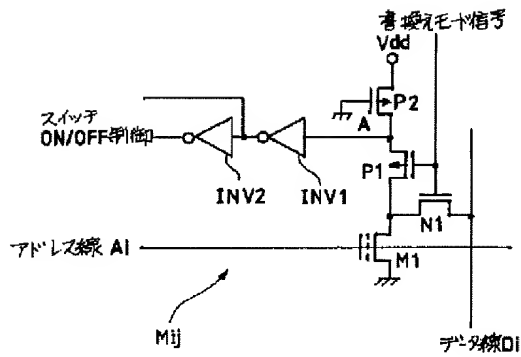 書換えモード信号
Vdd
P2
A
スイッチ
ON/OFF制御
INV2
INV1
P1
N1
アドレス線 Ai
M1
Mij
データ線Di